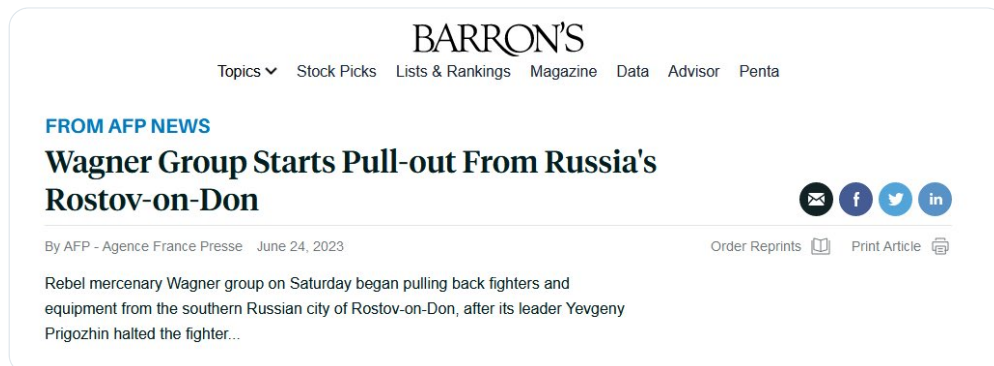 BARRON'S
Topics Stock Picks Lists & Rankings Magazine Data Advisor Penta
FROM AFP NEWS
Wagner Group Starts Pull-out From Russia's
Rostov-on-Don
f in
By AFP - Agence France Presse June 24, 2023 Order Reprints Print Article
Rebel mercenary Wagner group on Saturday began pulling back fighters and
equipment from the southern Russian city of Rostov-on-Don, after its leader Yevgeny
Prigozhin halted the fighter...